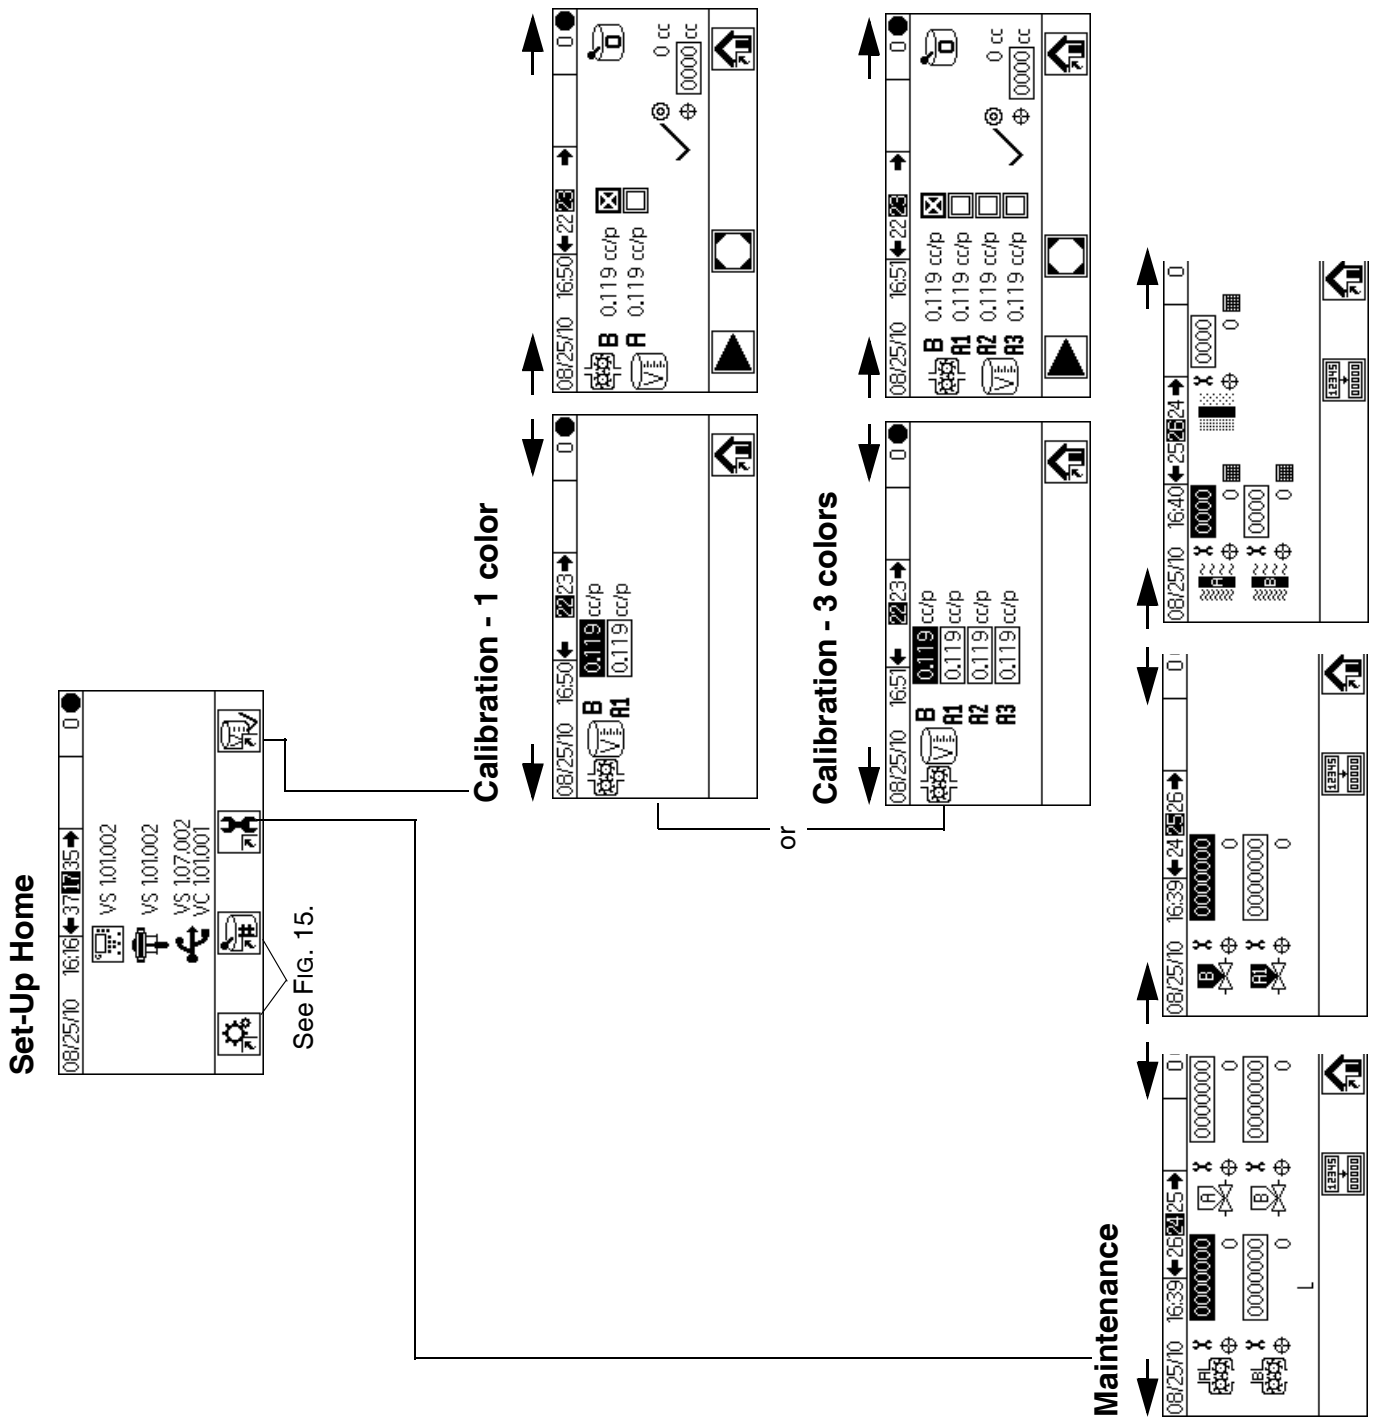 Set-Up Home
08/25/10 16:16 37 17 35 0
VS 1.01.002
VS 1.01.002
VS 1.07.002
VC 1.01.001
#
See FIG. 15.
Calibration - 1 color
08/25/10 16:50 22 23 0
B 0.119 cc/p
A1 0.119 cc/p
08/25/10 16:50 22 23 0
B 0.119 cc/p
A 0.119 cc/p
0
0 cc
0000 cc
or
Calibration - 3 colors
08/25/10 16:51 22 23 0
B 0.119 cc/p
A1 0.119 cc/p
A2 0.119 cc/p
A3 0.119 cc/p
08/25/10 16:51 22 23 0
B 0.119 cc/p
A1 0.119 cc/p
A2 0.119 cc/p
A3 0.119 cc/p
0
0 cc
0000 cc
Maintenance
08/25/10 16:39 26 24 25 0
A 0000000 A 0000000
0 0
B 0000000 B 0000000
0 0
L
12345
00000
08/25/10 16:39 24 25 26 0
B 0000000
0
A1 0000000
0
12345
00000
08/25/10 16:40 25 26 24 0
A 0000 0000
0 0
B 0000
0
12345
00000